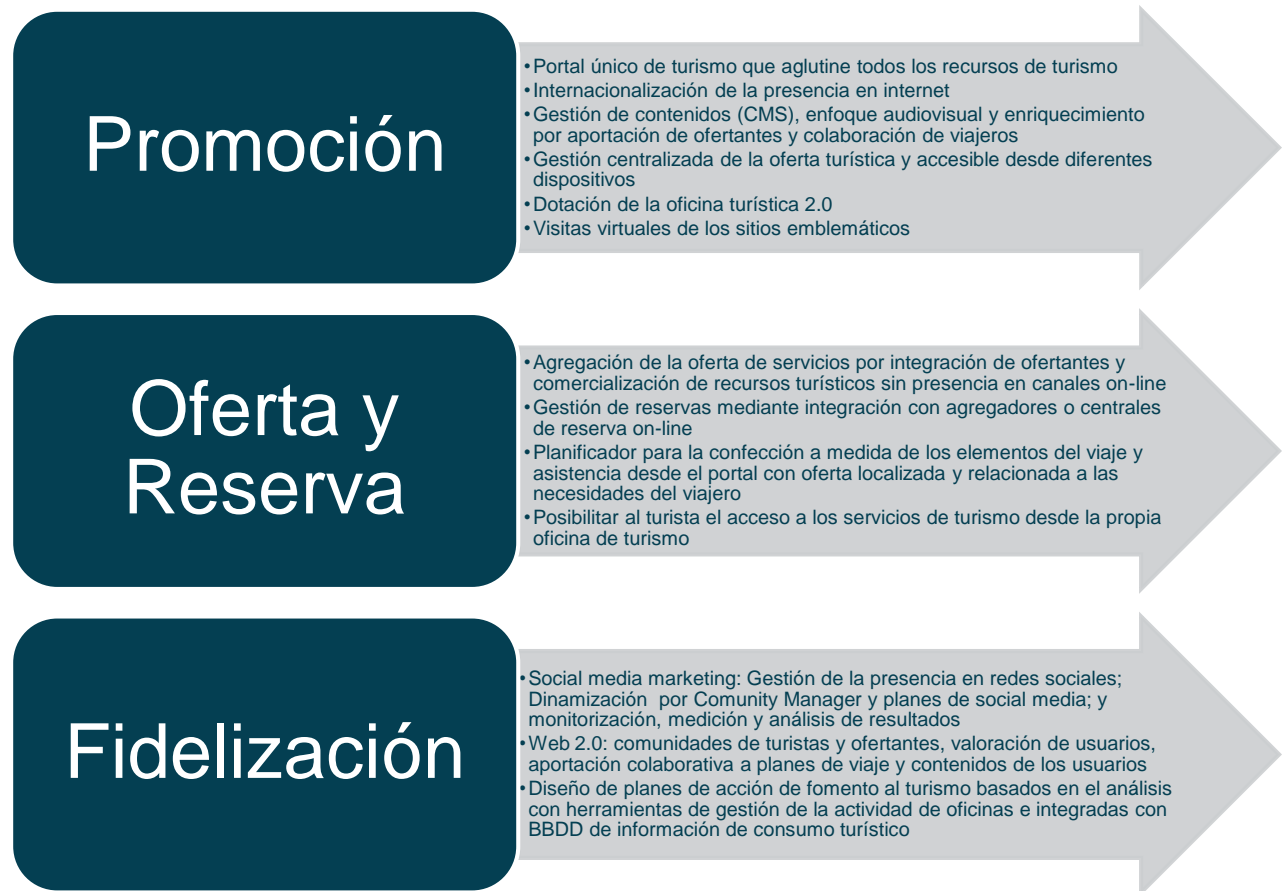 Promoción
•Portal único de turismo que aglutine todos los recursos de turismo
•Internacionalización de la presencia en internet
•Gestión de contenidos (CMS), enfoque audiovisual y enriquecimiento
por aportación de ofertantes y colaboración de viajeros
•Gestión centralizada de la oferta turística y accesible desde diferentes
dispositivos
•Dotación de la oficina turística 2.0
•Visitas virtuales de los sitios emblemáticos
Oferta y
Reserva
•Agregación de la oferta de servicios por integración de ofertantes y
comercialización de recursos turísticos sin presencia en canales on-line
•Gestión de reservas mediante integración con agregadores o centrales
de reserva on-line
•Planificador para la confección a medida de los elementos del viaje y
asistencia desde el portal con oferta localizada y relacionada a las
necesidades del viajero
•Posibilitar al turista el acceso a los servicios de turismo desde la propia
oficina de turismo
Fidelización
•Social media marketing: Gestión de la presencia en redes sociales;
Dinamización por Comunity Manager y planes de social media; y
monitorización, medición y análisis de resultados
•Web 2.0: comunidades de turistas y ofertantes, valoración de usuarios,
aportación colaborativa a planes de viaje y contenidos de los usuarios
•Diseño de planes de acción de fomento al turismo basados en el análisis
con herramientas de gestión de la actividad de oficinas e integradas con
BBDD de información de consumo turístico